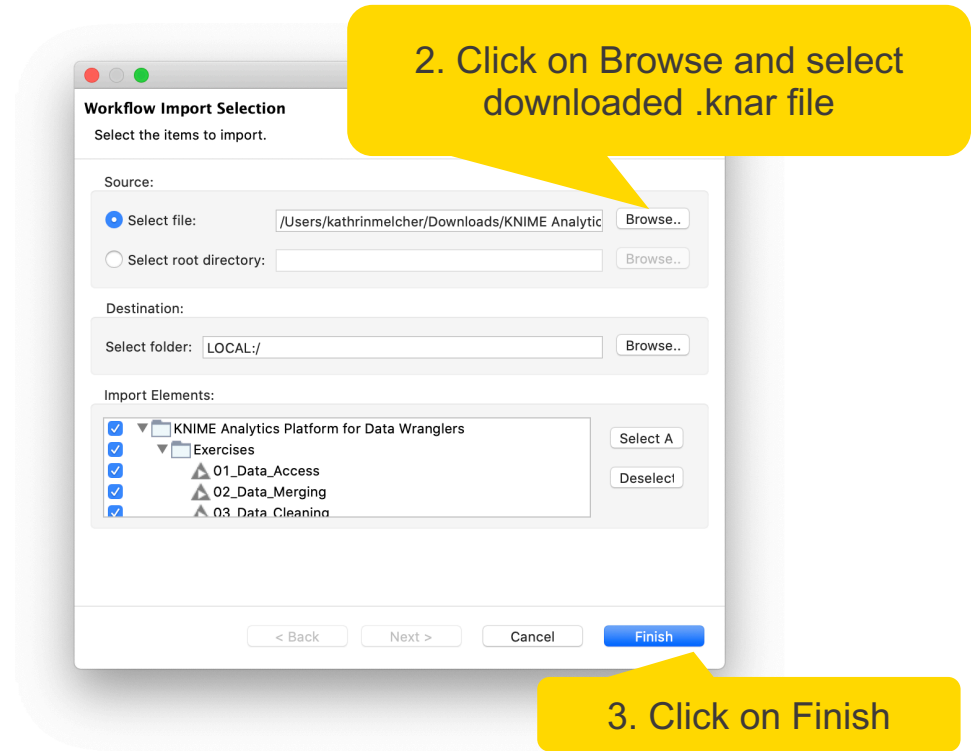 2. Click on Browse and select
downloaded .knar file
Workflow Import Selection
Select the items to import.
Source:
Select file:
/Users/kathrinmelcher/Downloads/KNIME Analytic
Browse..
Select root directory:
Browse..
Destination:
Select folder:
LOCAL:/
Browse..
Import Elements:
KNIME Analytics Platform for Data Wranglers
Exercises
01_Data_Access
02_Data_Merging
03_Data_Cleaning
Select A
Deselect
< Back
Next >
Cancel
Finish
3. Click on Finish